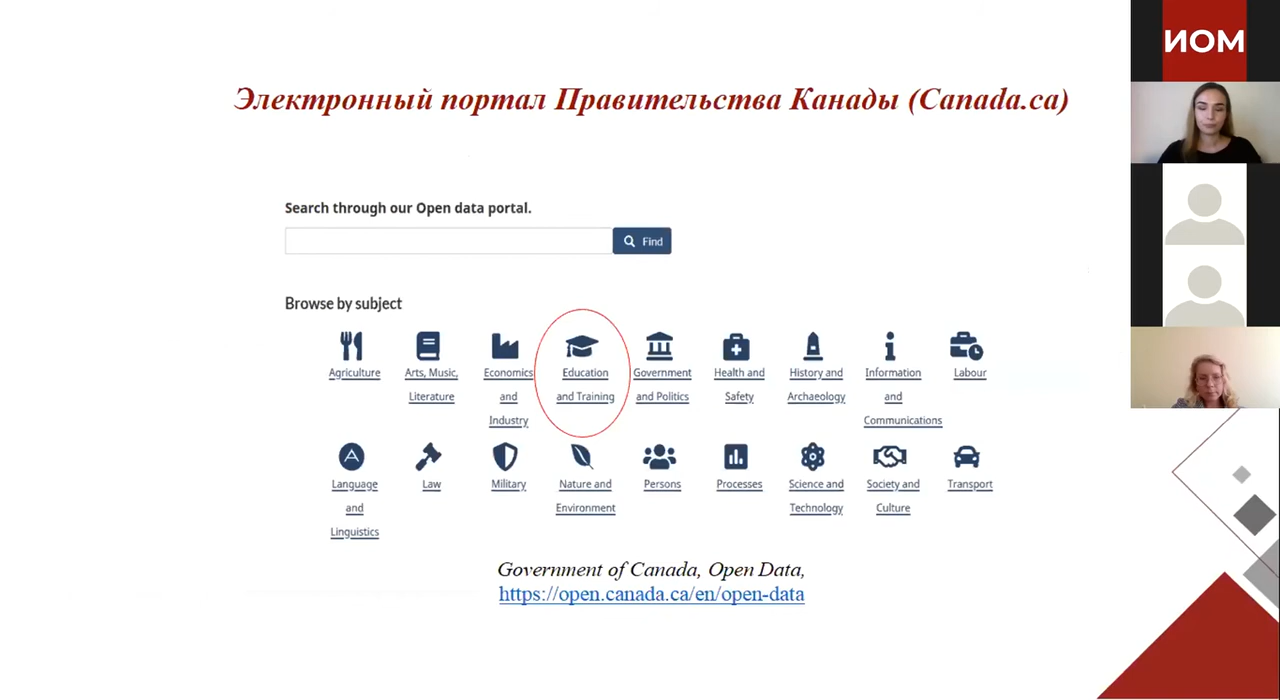 Электронный портал Правительства Канады (Canada.ca)
ИОМ
Search through our Open data portal.
Find
Browse by subject
Agriculture
Arts, Music,
Literature
Economics
and
Industry
Education
and Training
Government
and Politics
Health and
Safety
History and
Archaeology
Information
and
Communications
Labour
Language
and
Linguistics
Law
Military
Nature and
Environment
Persons
Processes
Science and
Technology
Society and
Culture
Transport
Government of Canada, Open Data,
https://open.canada.ca/en/open-data